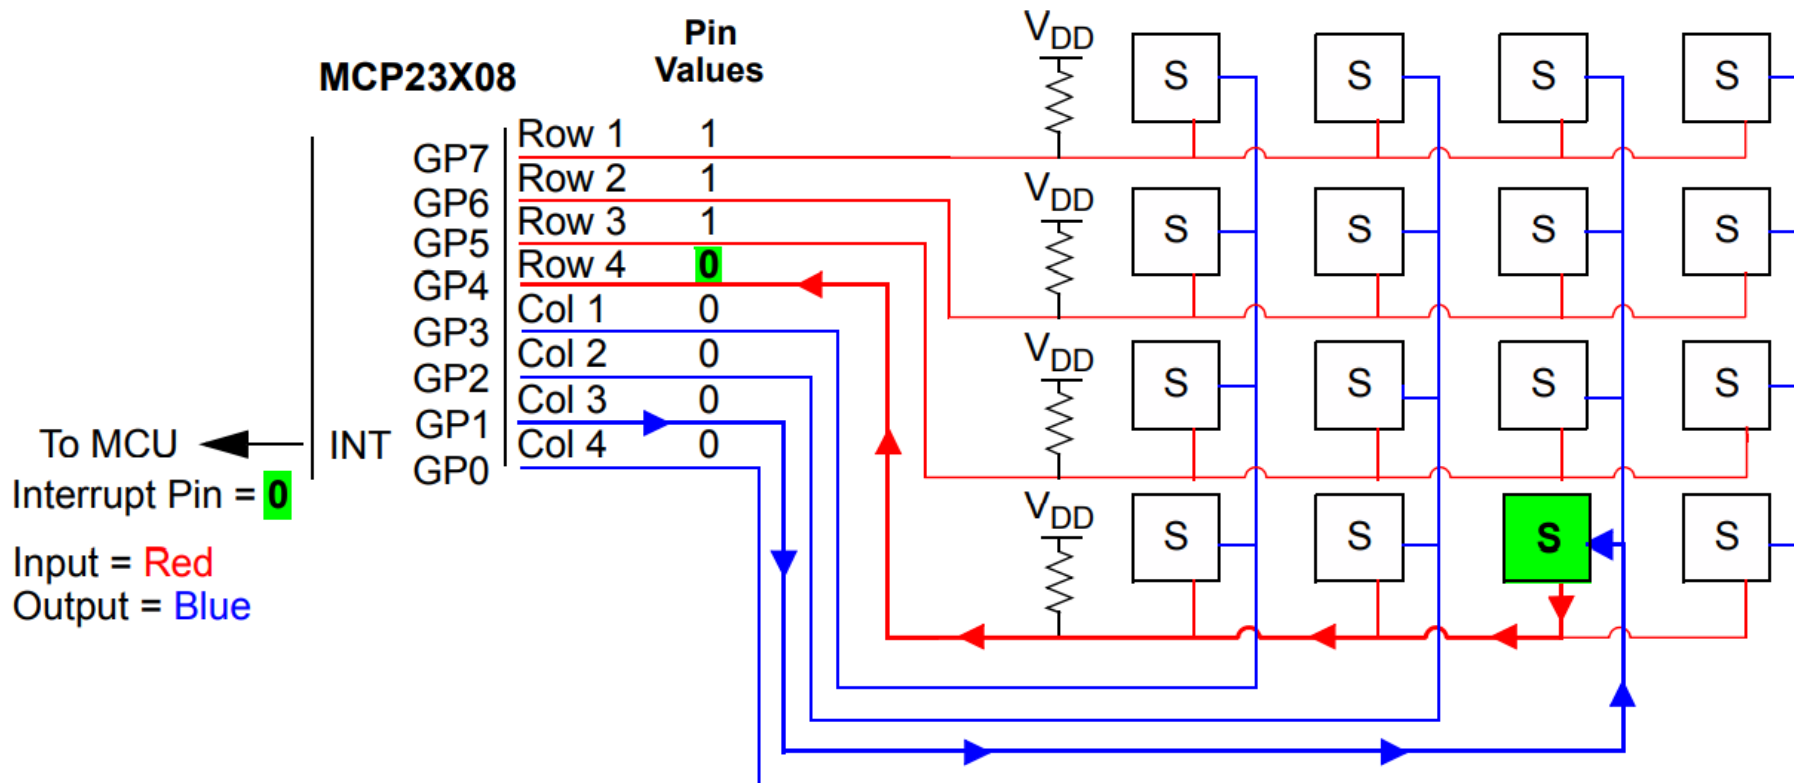 MCP23X08
Pin
Values
GP7 Row 1 1
GP6 Row 2 1
GP5 Row 3 1
GP4 Row 4 0
GP3 Col 1 0
GP2 Col 2 0
GP1 Col 3 0
GP0 Col 4 0
To MCU
INT
Interrupt Pin = 0
Input = Red
Output = Blue
VDD
S S S S
VDD
S S S S
VDD
S S S S
VDD
S S S S